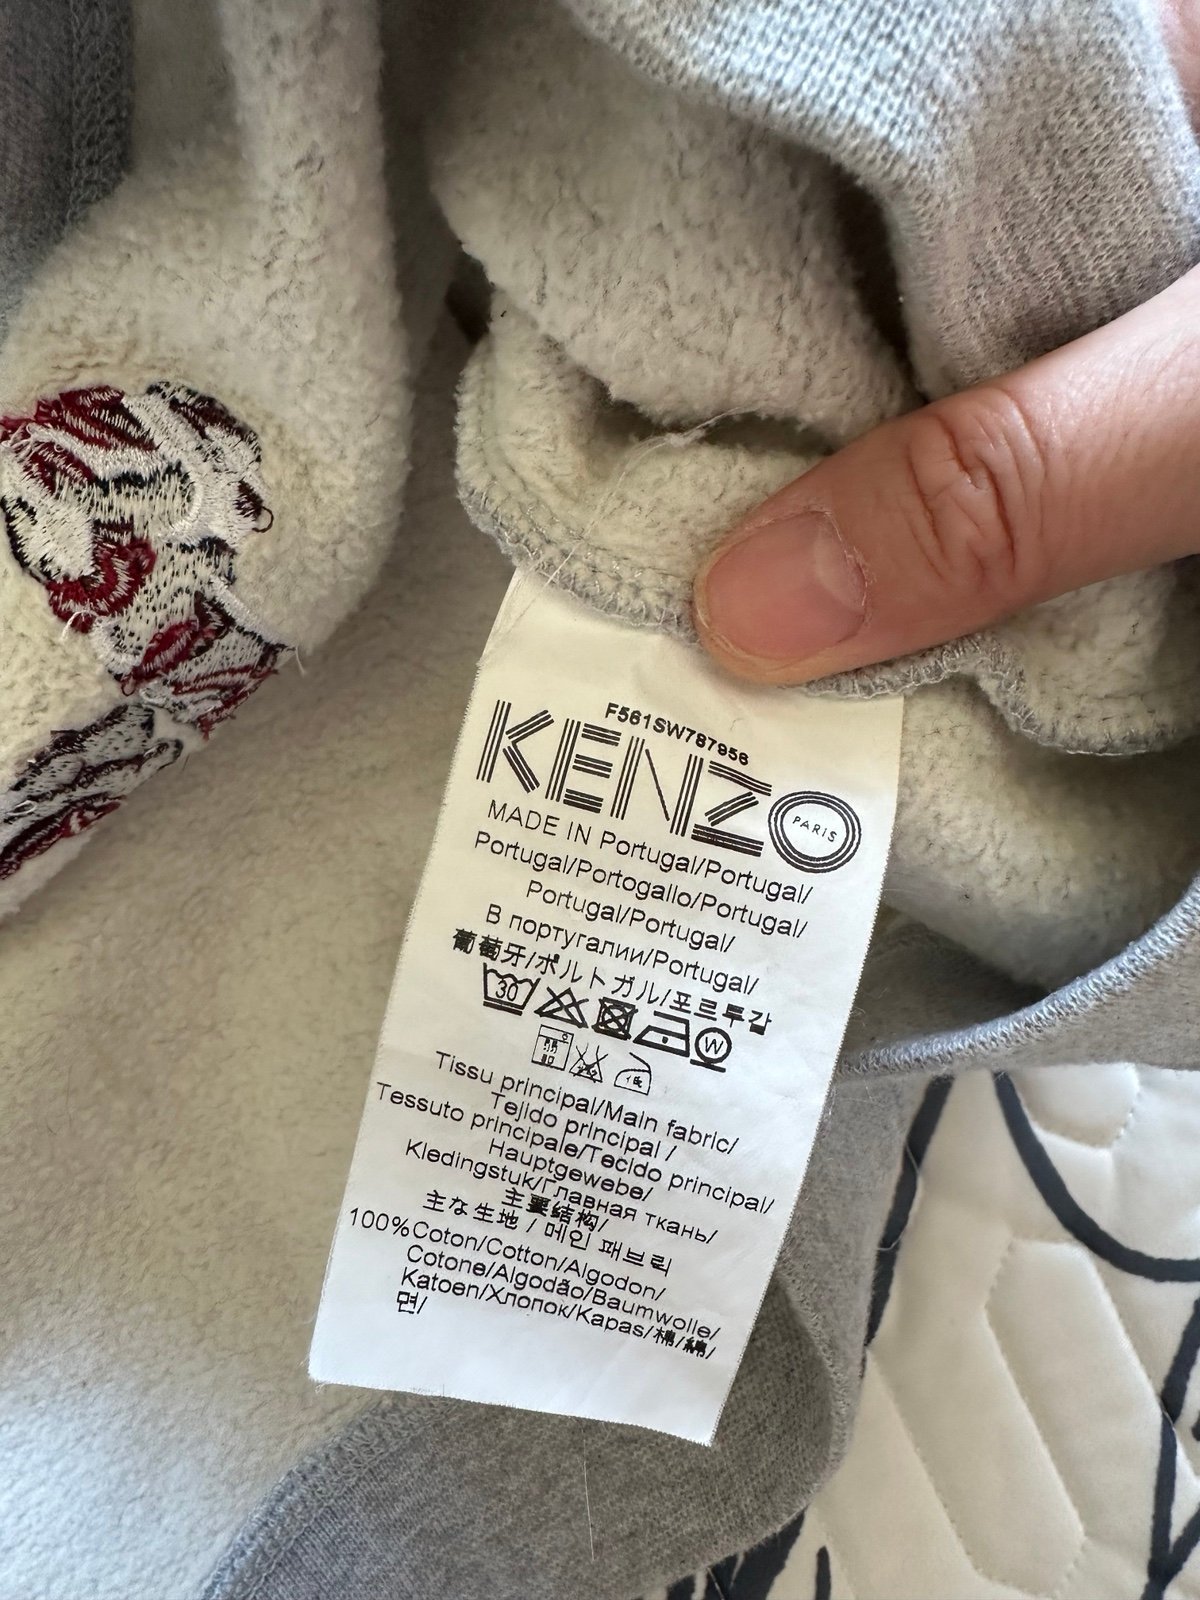 F561SW787956
KENZO
PARIS
MADE IN Portugal/Portugal/
Portugal/Portogallo/Portugal/
Portugal/Portugal/
В португалии/Portugal/
葡萄牙/ポルトガル/포르투갈
30
W
Tissu principal/Main fabric/
Tejido principal /
Tessuto principale/Tecido principal/
Hauptgewebe/
Kledingstuk/Главная ткань/
主要结构/
主な生地 / 메인 패브릭
100%Coton/Cotton/Algodon/
Cotone/Algodão/Baumwolle/
Katoen/Хлопок/Kapas/棉/綿/
면/